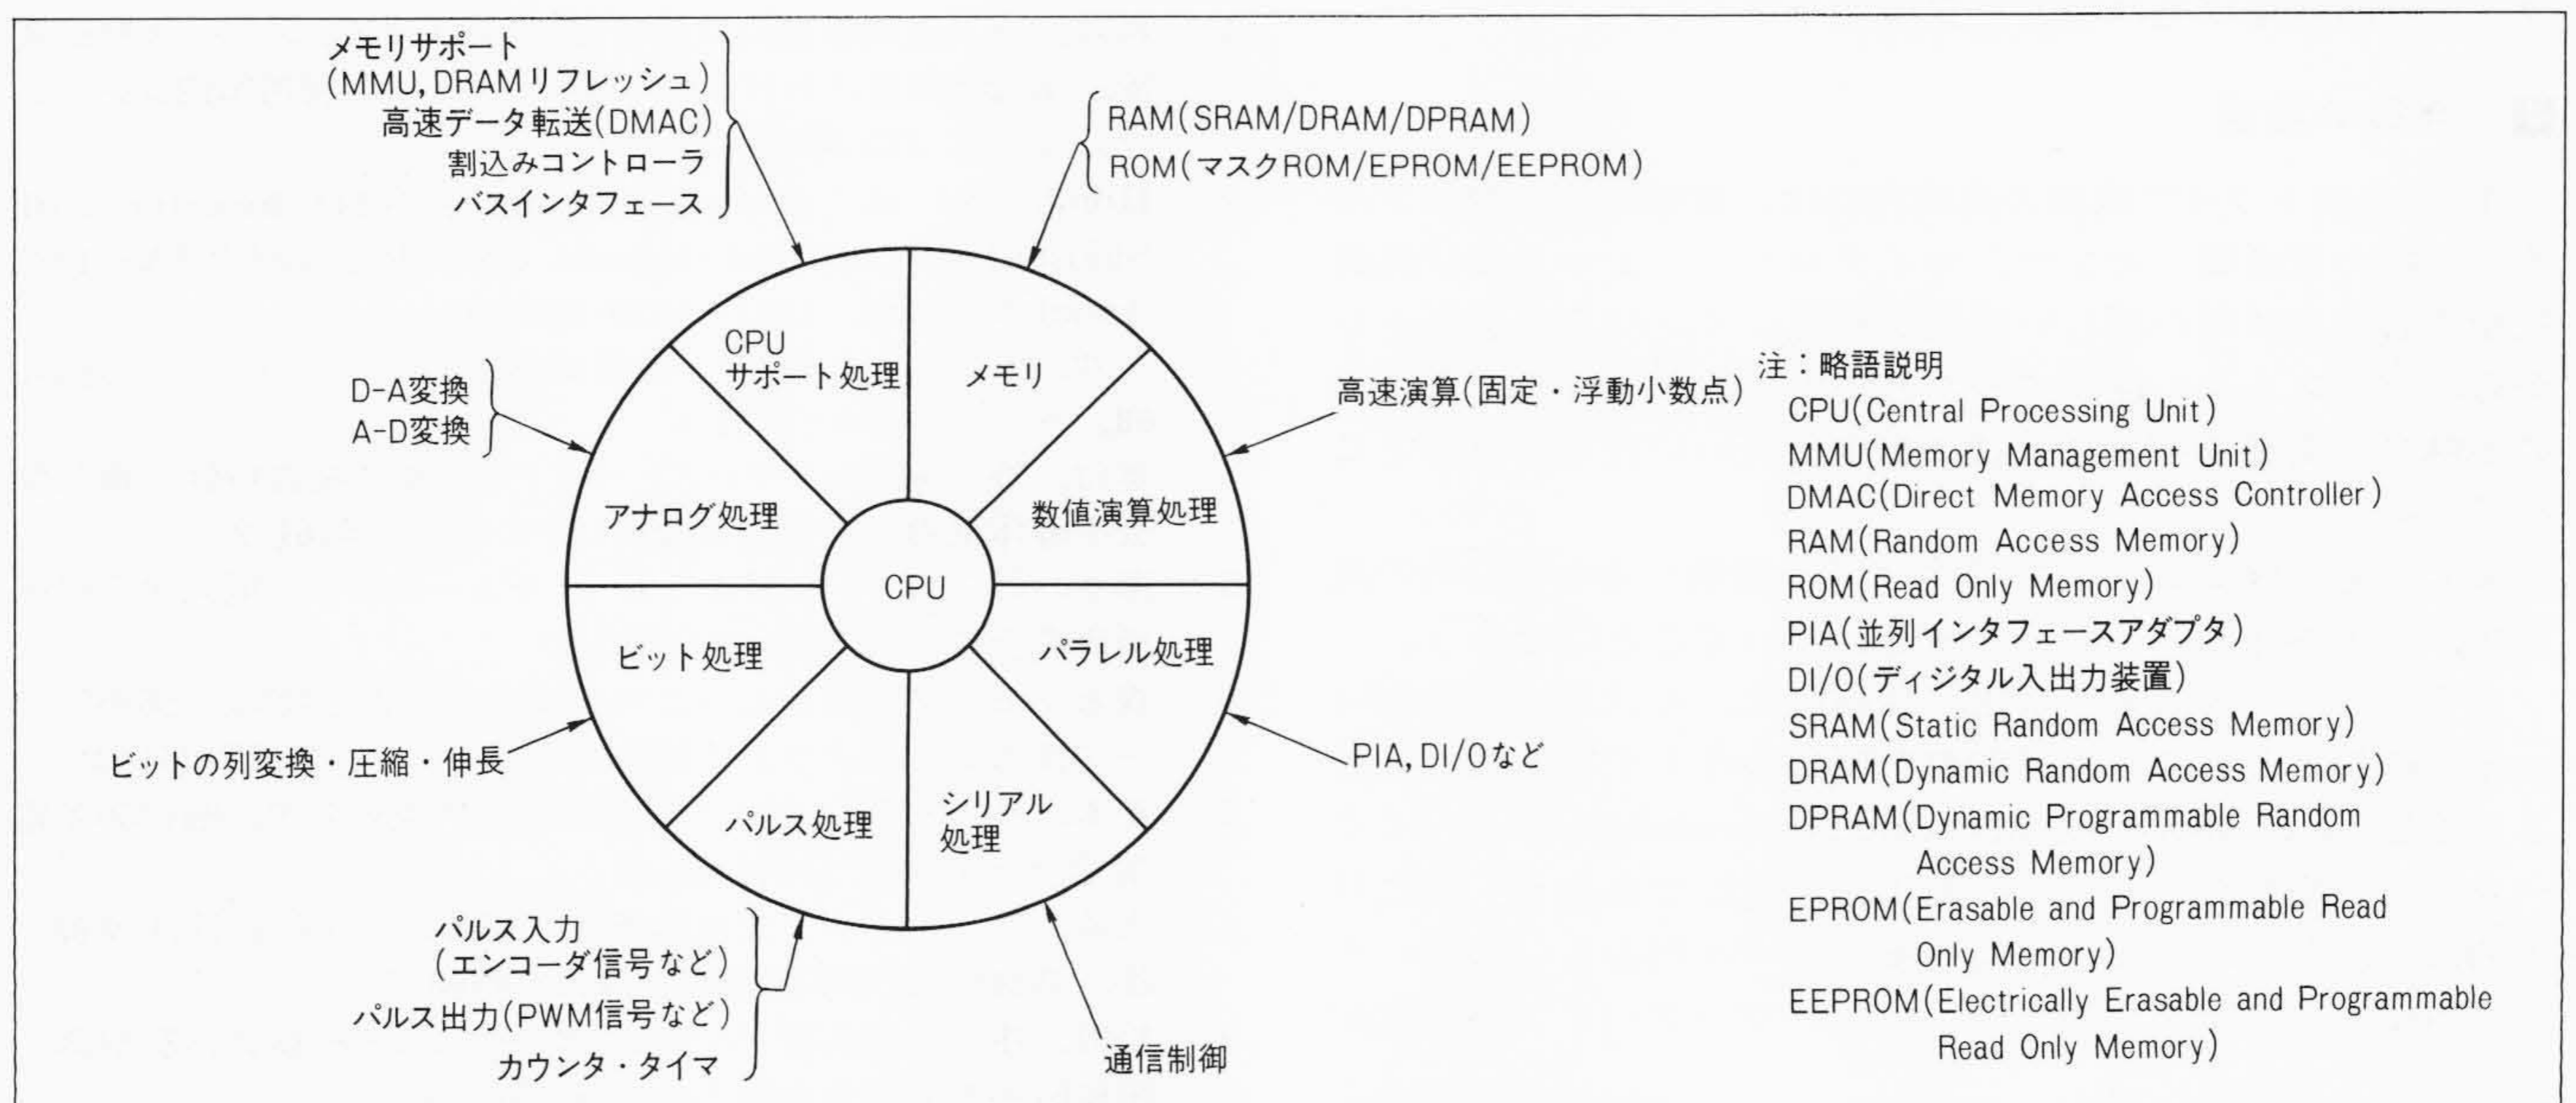 メモリサポート
(MMU, DRAMリフレッシュ)
高速データ転送(DMAC)
割込みコントローラ
バスインタフェース
RAM(SRAM/DRAM/DPRAM)
ROM(マスクROM/EPROM/EEPROM)
CPU
サポート処理
メモリ
D-A変換
A-D変換
高速演算(固定・浮動小数点)
アナログ処理
数値演算処理
CPU
ビット処理
パラレル処理
ビットの列変換・圧縮・伸長
PIA, DI/Oなど
パルス処理
シリアル
処理
パルス入力
(エンコーダ信号など)
パルス出力(PWM信号など)
カウンタ・タイマ
通信制御
注：略語説明
CPU(Central Processing Unit)
MMU(Memory Management Unit)
DMAC(Direct Memory Access Controller)
RAM(Random Access Memory)
ROM(Read Only Memory)
PIA(並列インタフェースアダプタ)
DI/O(ディジタル入出力装置)
SRAM(Static Random Access Memory)
DRAM(Dynamic Random Access Memory)
DPRAM(Dynamic Programmable Random
Access Memory)
EPROM(Erasable and Programmable Read
Only Memory)
EEPROM(Electrically Erasable and Programmable
Read Only Memory)